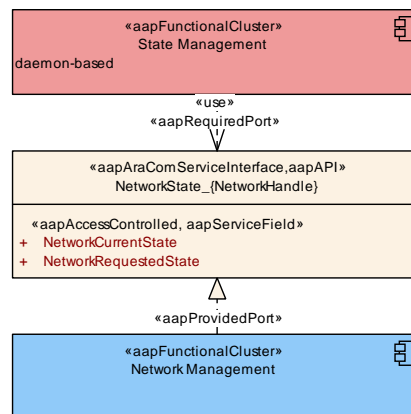 «aapFunctionalCluster»
State Management
daemon-based
«use»
«aapRequiredPort»
«aapAraComServiceInterface,aapAPI»
NetworkState_{NetworkHandle}
«aapAccessControlled, aapServiceField»
+ NetworkCurrentState
+ NetworkRequestedState
«aapProvidedPort»
«aapFunctionalCluster»
Network Management